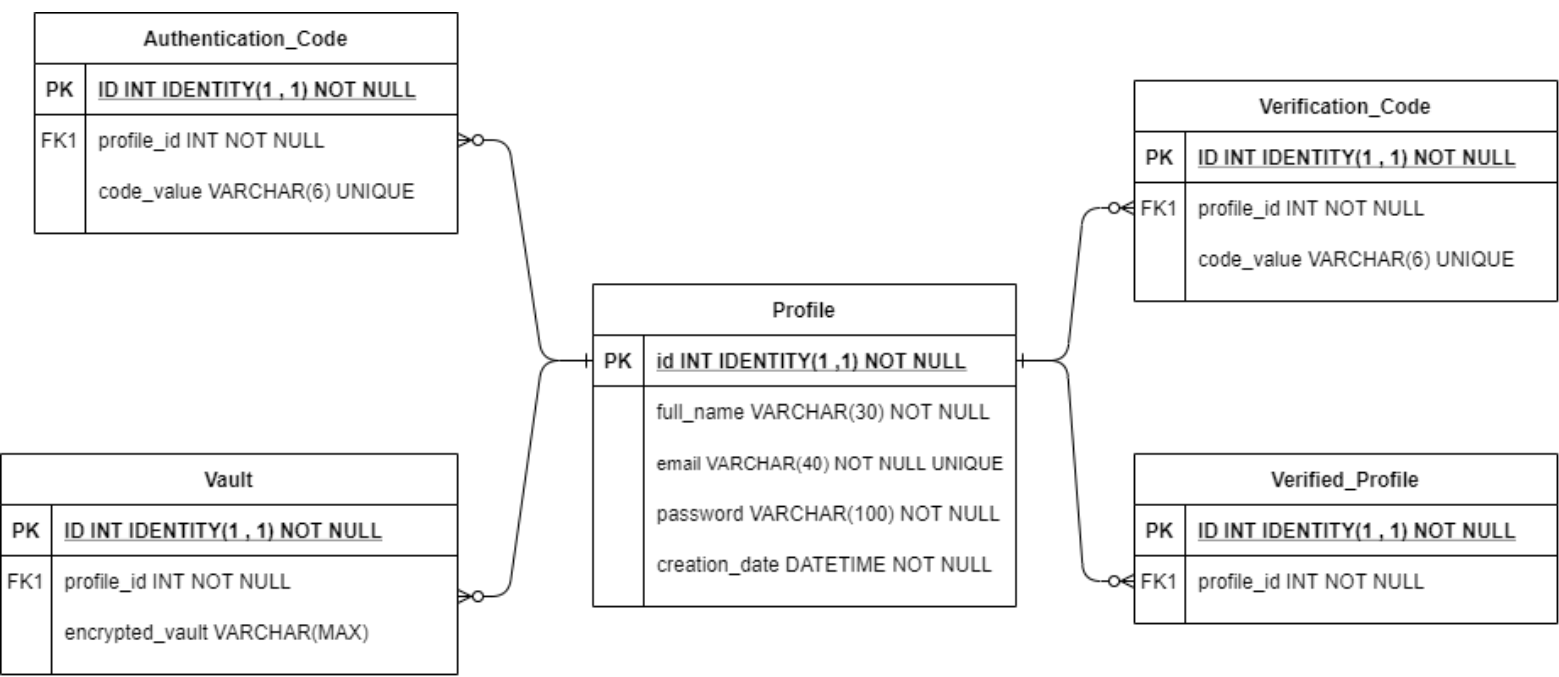 Authentication_Code
PK ID INT IDENTITY(1 , 1) NOT NULL
FK1 profile_id INT NOT NULL
code_value VARCHAR(6) UNIQUE
Verification_Code
PK ID INT IDENTITY(1 , 1) NOT NULL
FK1 profile_id INT NOT NULL
code_value VARCHAR(6) UNIQUE
Profile
PK id INT IDENTITY(1 ,1) NOT NULL
full_name VARCHAR(30) NOT NULL
email VARCHAR(40) NOT NULL UNIQUE
password VARCHAR(100) NOT NULL
creation_date DATETIME NOT NULL
Vault
PK ID INT IDENTITY(1 , 1) NOT NULL
FK1 profile_id INT NOT NULL
encrypted_vault VARCHAR(MAX)
Verified_Profile
PK ID INT IDENTITY(1 , 1) NOT NULL
FK1 profile_id INT NOT NULL